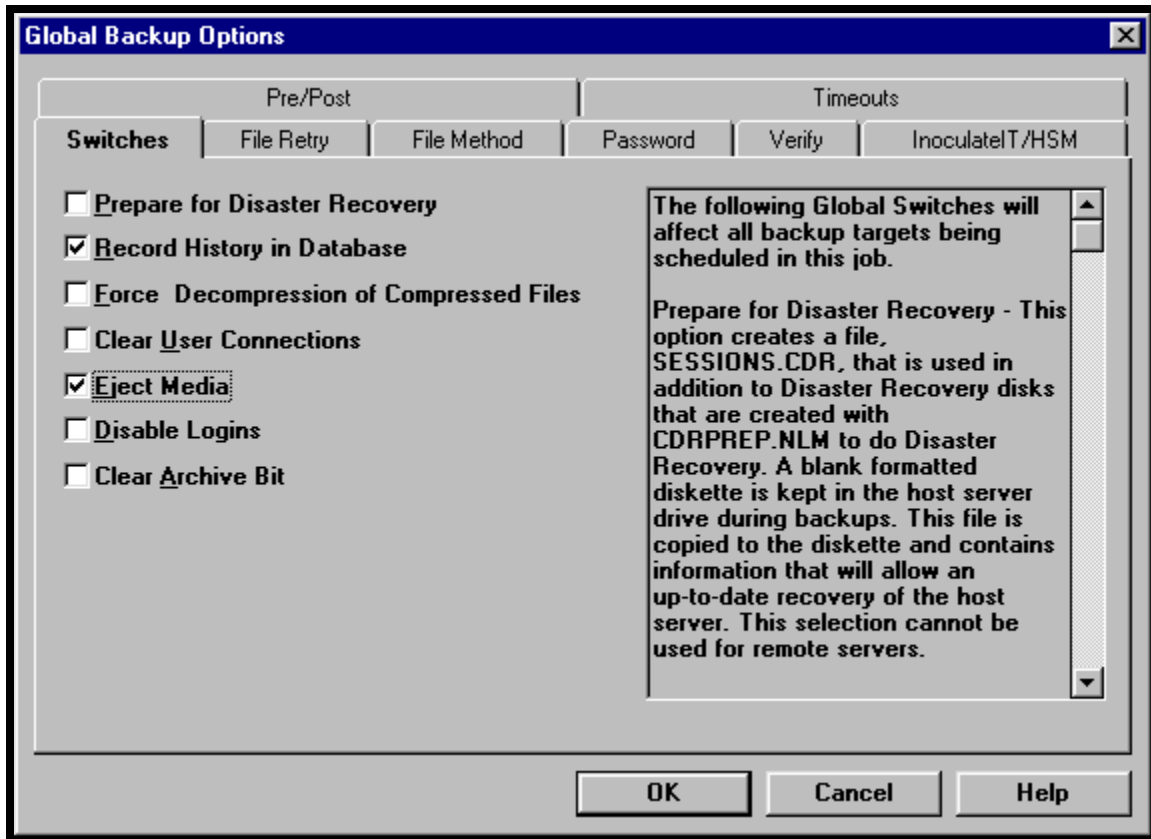 Global Backup Options
Pre/Post
Timeouts
Switches
File Retry
File Method
Password
Verify
InoculateIT/HSM
Prepare for Disaster Recovery
Record History in Database
Force  Decompression of Compressed Files
Clear User Connections
Eject Media
Disable Logins
Clear Archive Bit
The following Global Switches will
affect all backup targets being
scheduled in this job.
Prepare for Disaster Recovery - This
option creates a file,
SESSIONS.CDR, that is used in
addition to Disaster Recovery disks
that are created with
CDRPREP.NLM to do Disaster
Recovery. A blank formatted
diskette is kept in the host server
drive during backups. This file is
copied to the diskette and contains
information that will allow an
up-to-date recovery of the host
server. This selection cannot be
used for remote servers.
OK
Cancel
Help